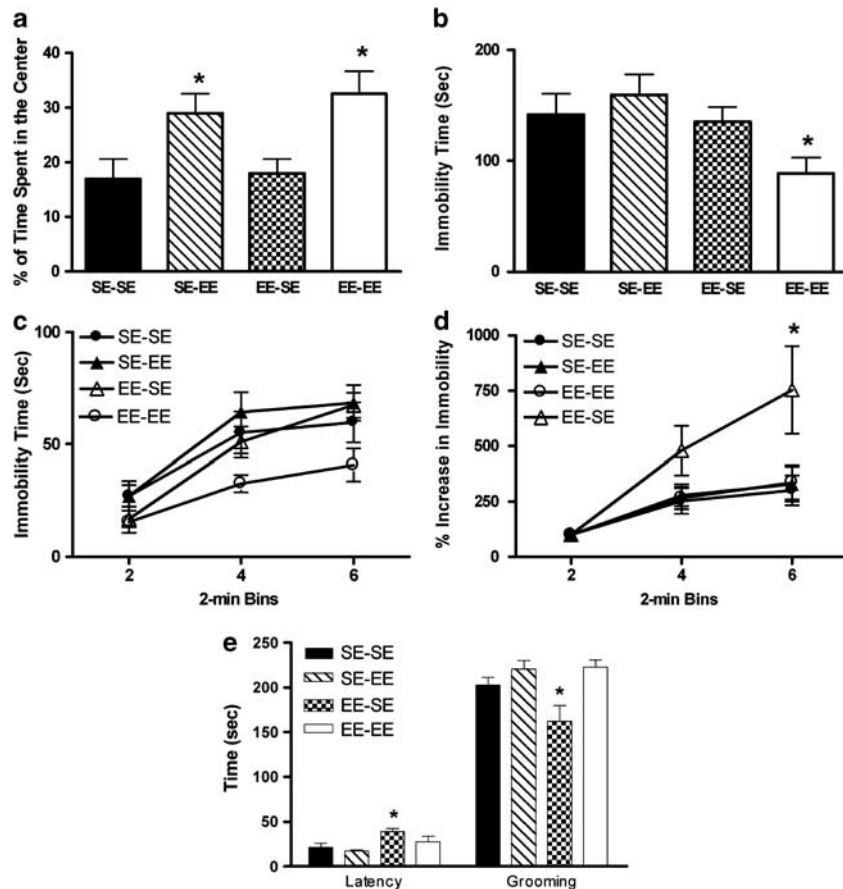 a
% of Time Spent in the Center
40
30
20
10
0
*
*
SE-SE SE-EE EE-SE EE-EE
b
Immobility Time (Sec)
200
100
0
*
SE-SE SE-EE EE-SE EE-EE
c
Immobility Time (Sec)
100
50
0
SE-SE
SE-EE
EE-SE
EE-EE
2 4 6
2-min Bins
d
% Increase in Immobility
1000
750
500
250
0
SE-SE
SE-EE
EE-EE
EE-SE
*
2 4 6
2-min Bins
e
Time (sec)
250
200
150
100
50
0
SE-SE
SE-EE
EE-SE
EE-EE
*
*
Latency Grooming